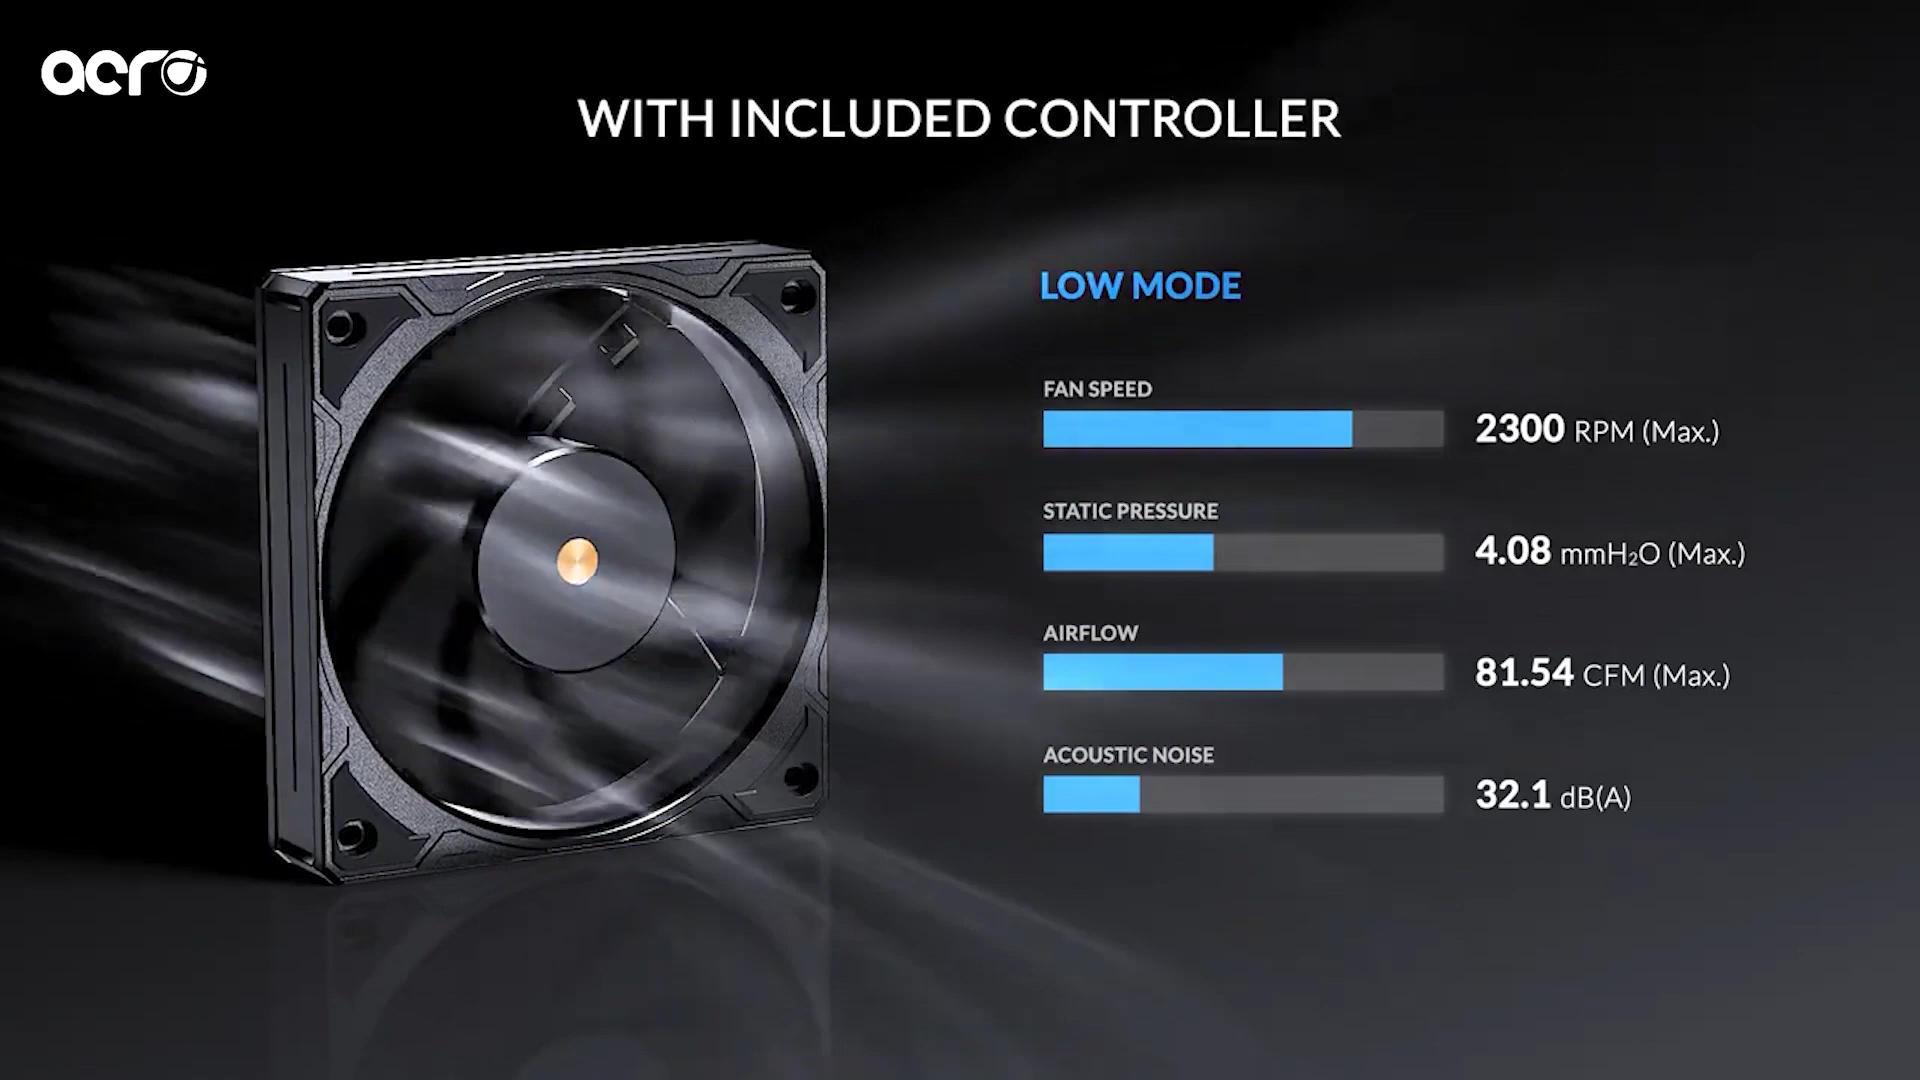 aero
WITH INCLUDED CONTROLLER
LOW MODE
FAN SPEED
2300 RPM (Max.)
STATIC PRESSURE
4.08 mmH₂O (Max.)
AIRFLOW
81.54 CFM (Max.)
ACOUSTIC NOISE
32.1 dB(A)